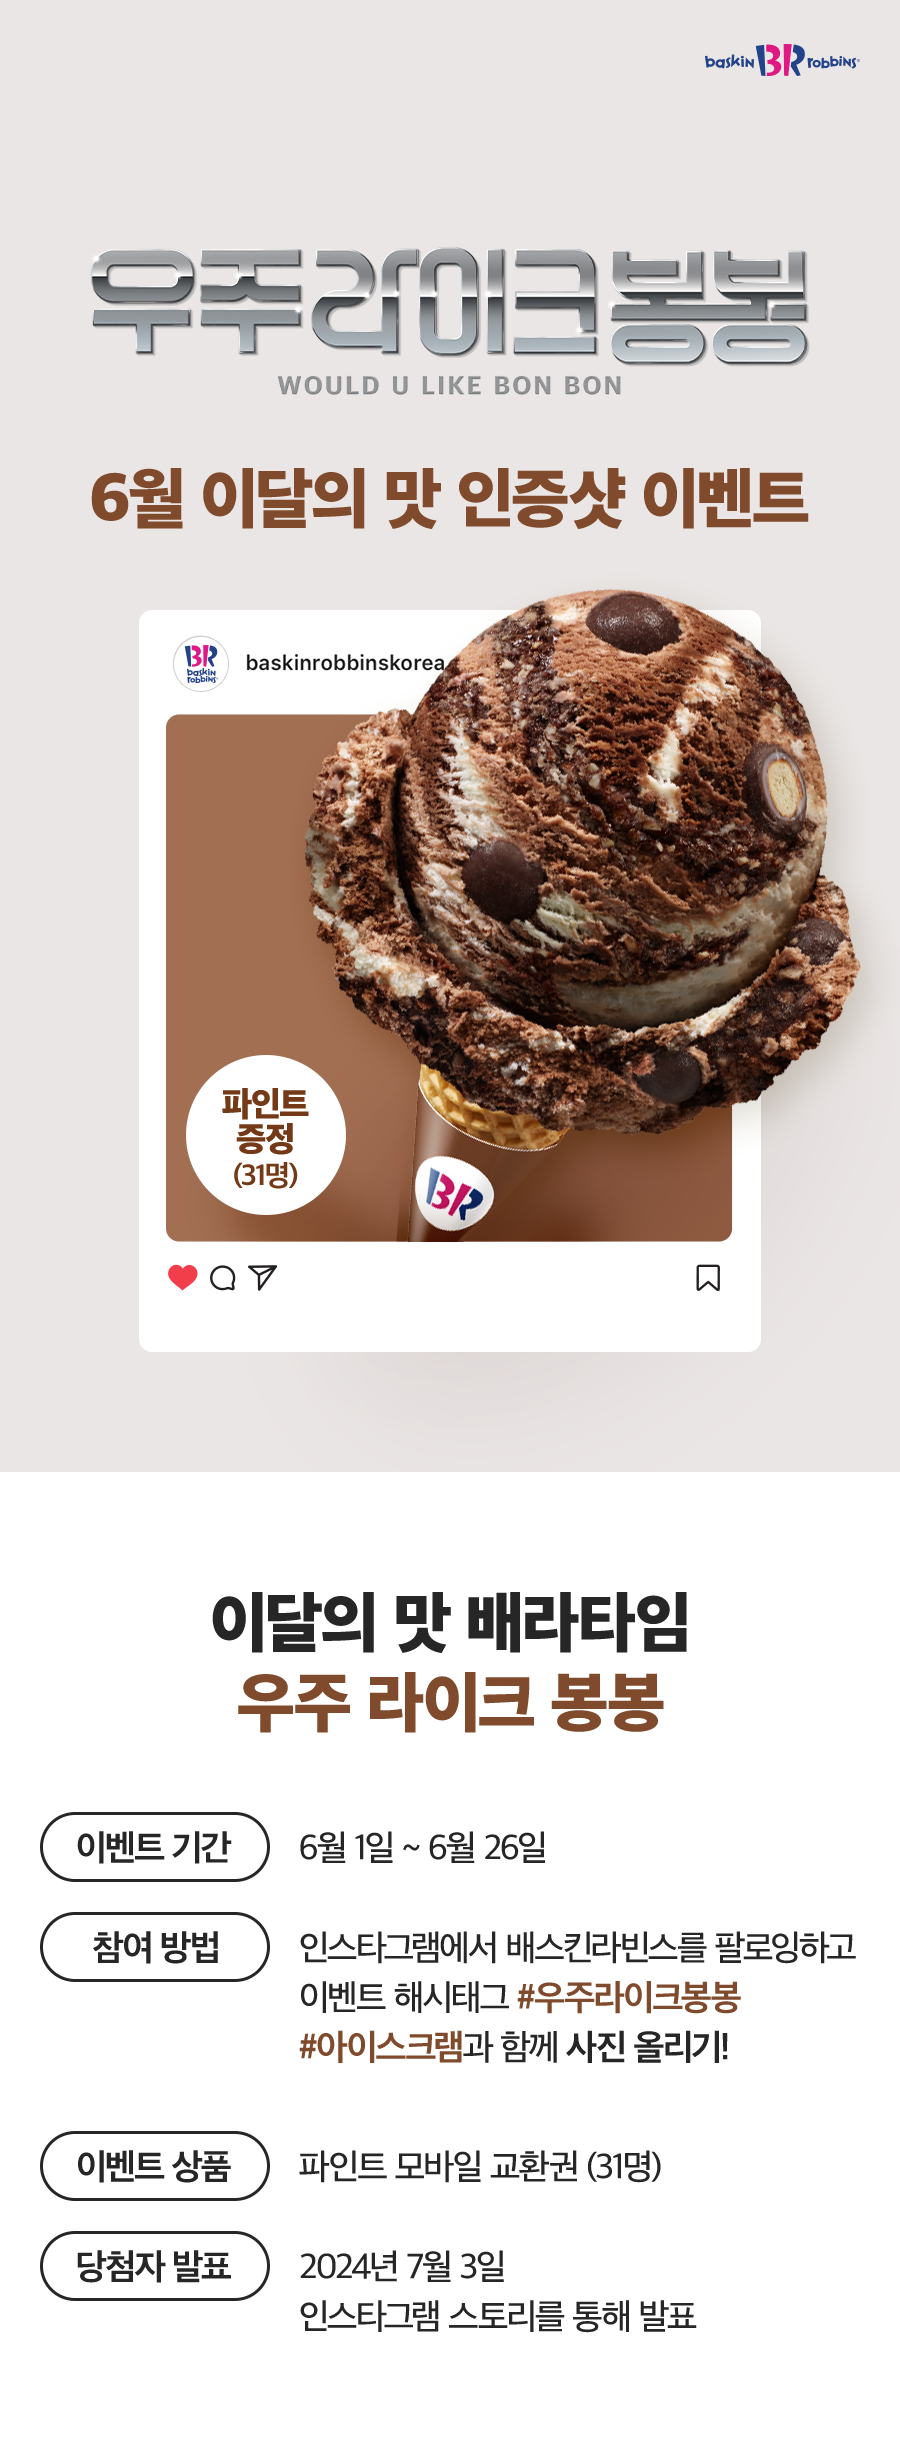 baskin BR robbins
우주라이크봉봉
WOULD U LIKE BON BON
6월 이달의 맛 인증샷 이벤트
BR
baskin
robbins
baskinrobbinskorea
파인트
증정
(31명)
BR
이달의 맛 배라타임
우주 라이크 봉봉
이벤트 기간
6월 1일 ~ 6월 26일
참여 방법
인스타그램에서 배스킨라빈스를 팔로잉하고
이벤트 해시태그 #우주라이크봉봉
#아이스크램과 함께 사진 올리기!
이벤트 상품
파인트 모바일 교환권 (31명)
당첨자 발표
2024년 7월 3일
인스타그램 스토리를 통해 발표